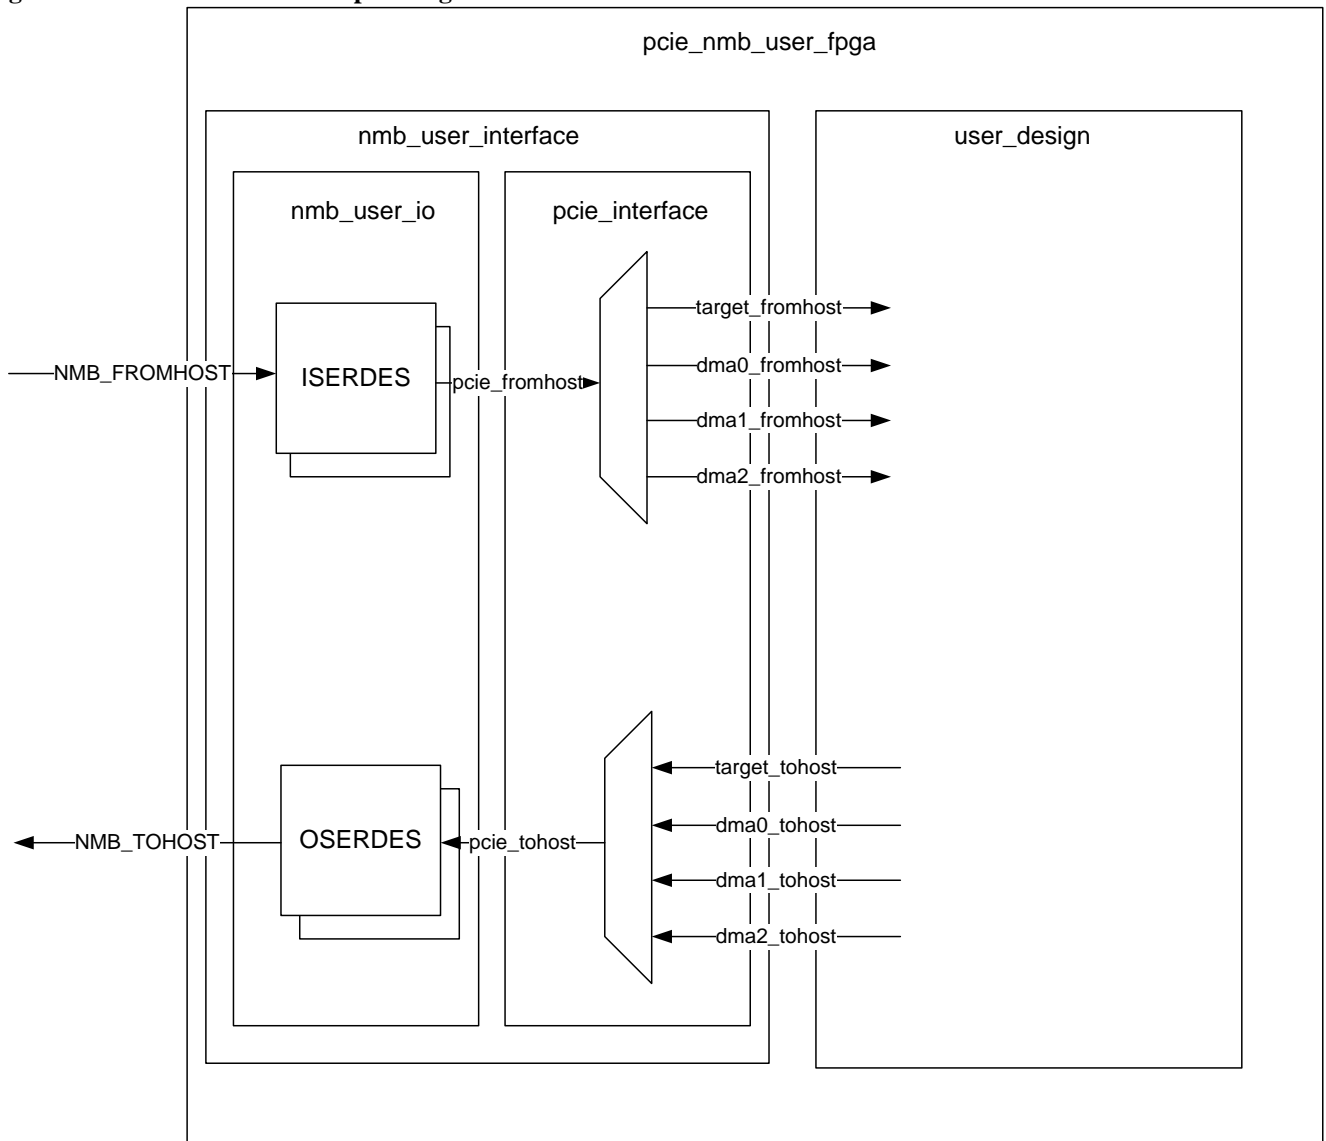 pcie_nmb_user_fpga
nmb_user_interface
user_design
nmb_user_io
pcie_interface
target_fromhost
dma0_fromhost
NMB_FROMHOST
ISERDES
pcie_fromhost
dma1_fromhost
dma2_fromhost
target_tohost
dma0_tohost
NMB_TOHOST
OSERDES
pcie_tohost
dma1_tohost
dma2_tohost